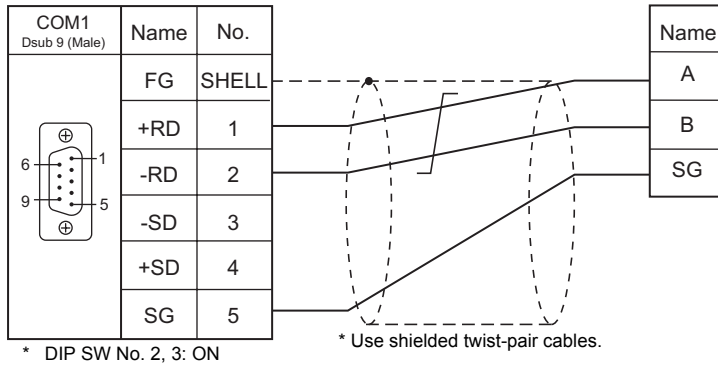 COM1
Dsub 9 (Male)
Name No.
FG SHELL
+RD 1
-RD 2
-SD 3
+SD 4
SG 5
6
1
9
5
* DIP SW No. 2, 3: ON
* Use shielded twist-pair cables.
Name
A
B
SG